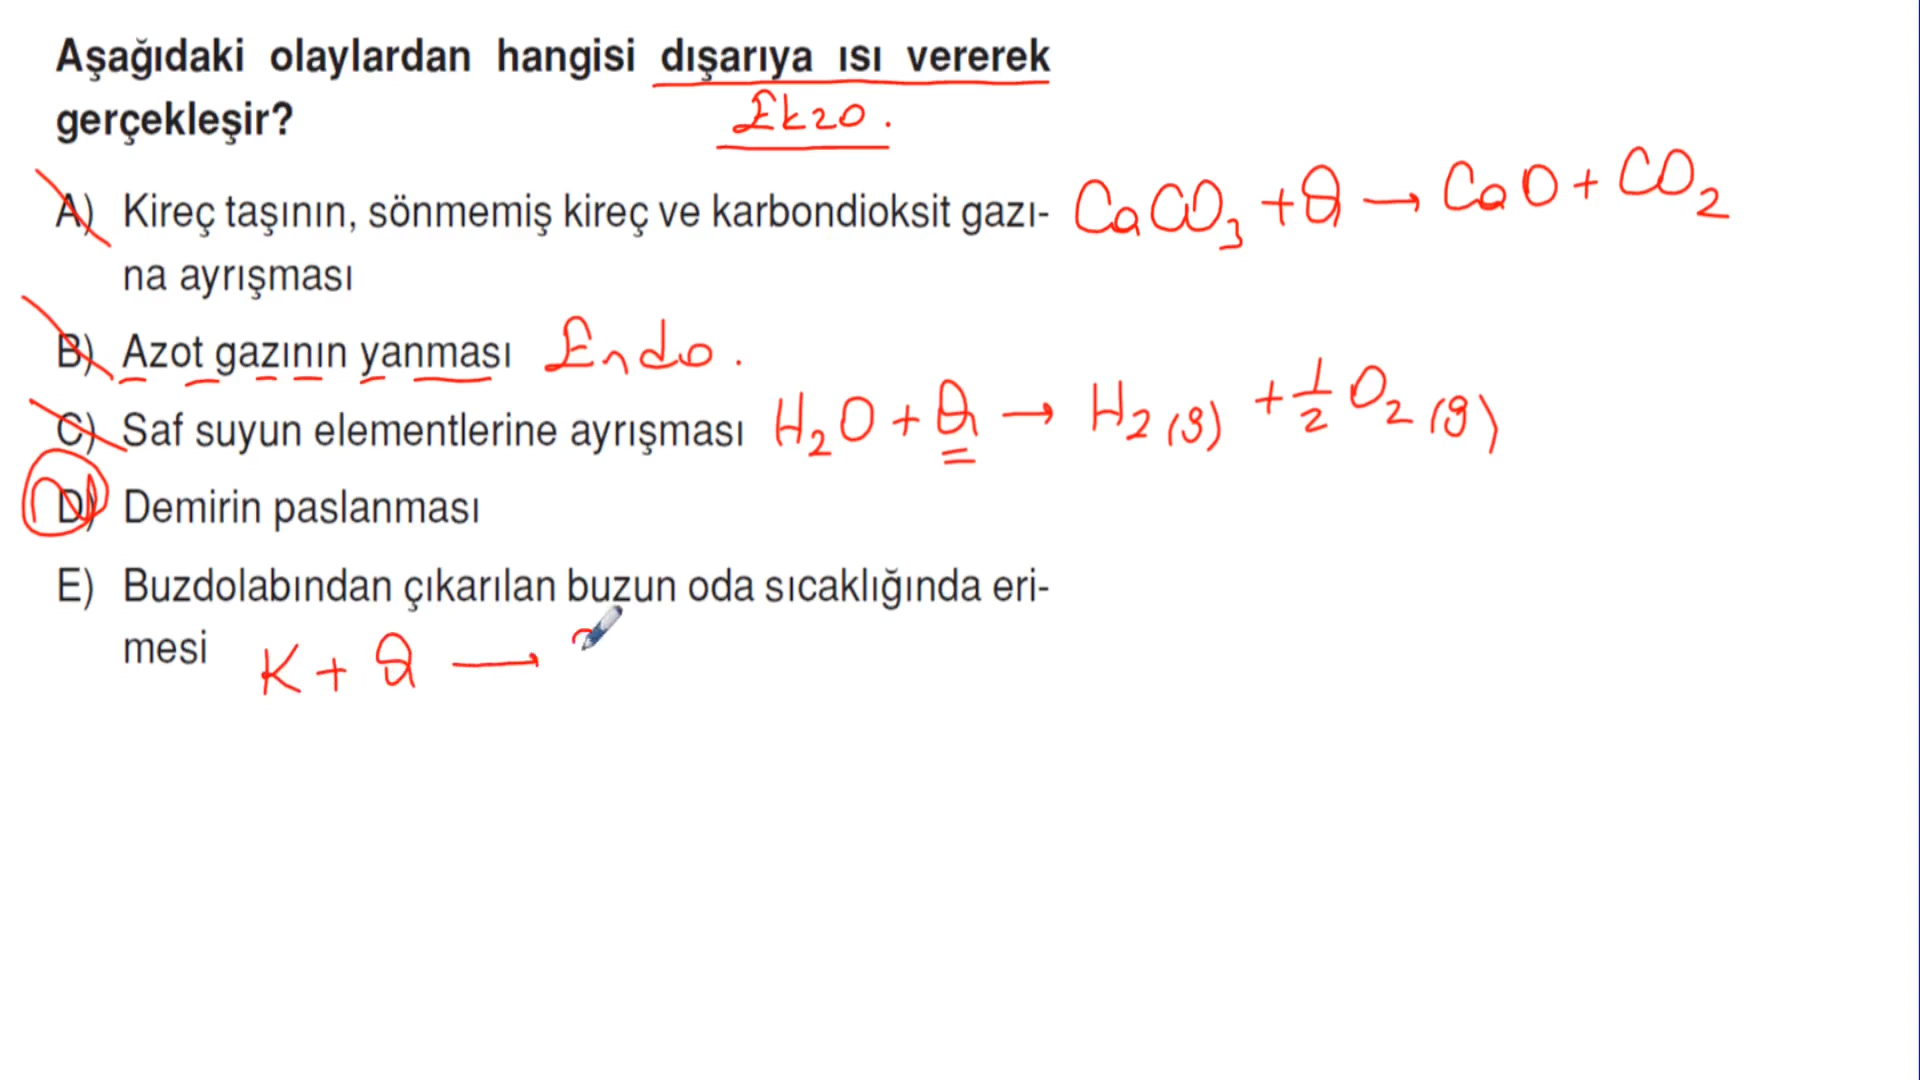 Aşağıdaki olaylardan hangisi dışarıya ısı vererek
gerçekleşir?
Ekzo.
A) Kireç taşının, sönmemiş kireç ve karbondioksit gazı-
CaCO₃ + Q → CaO + CO₂
na ayrışması
B) Azot gazının yanması Endo.
C) Saf suyun elementlerine ayrışması H₂O + Q → H₂(g) + 1/2 O₂(g)
D) Demirin paslanması
E) Buzdolabından çıkarılan buzun oda sıcaklığında eri-
mesi K + Q →